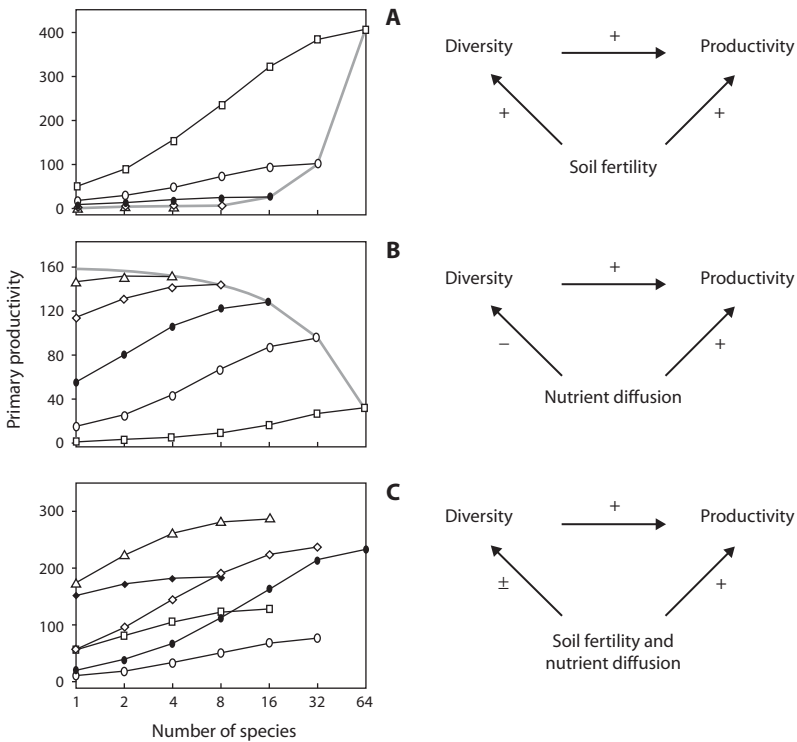 Primary productivity
400
300
200
100
0
A
Diversity
+
Productivity
+
+
Soil fertility
160
120
80
40
0
B
Diversity
+
Productivity
−
+
Nutrient diffusion
300
200
100
0
1 2 4 8 16 32 64
Number of species
C
Diversity
+
Productivity
±
+
Soil fertility and
nutrient diffusion